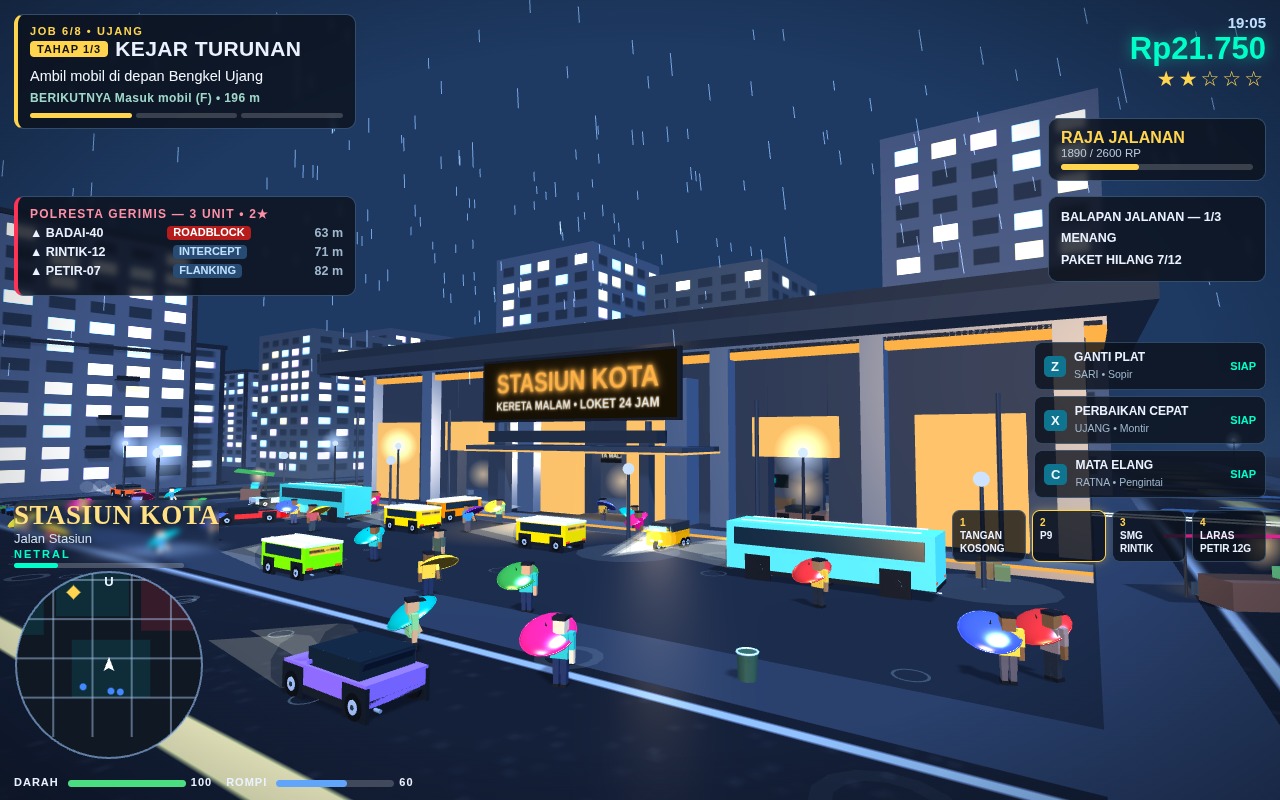 JOB 6/8 • UJANG
TAHAP 1/3 KEJAR TURUNAN
Ambil mobil di depan Bengkel Ujang
BERIKUTNYA Masuk mobil (F) • 196 m
19:05
Rp21.750
★★☆☆☆
RAJA JALANAN
1890 / 2600 RP
POLRESTA GERIMIS — 3 UNIT • 2★
▲ BADAI-40 ROADBLOCK 63 m
▲ RINTIK-12 INTERCEPT 71 m
▲ PETIR-07 FLANKING 82 m
BALAPAN JALANAN — 1/3
MENANG
PAKET HILANG 7/12
STASIUN KOTA
KERETA MALAM • LOKET 24 JAM
Z GANTI PLAT SIAP
SARI • Sopir
X PERBAIKAN CEPAT SIAP
UJANG • Montir
C MATA ELANG SIAP
RATNA • Pengintai
1 TANGAN KOSONG
2 P9
3 SMG RINTIK
4 LARAS PETIR 12G
STASIUN KOTA
Jalan Stasiun
NETRAL
U
DARAH 100 ROMPI 60